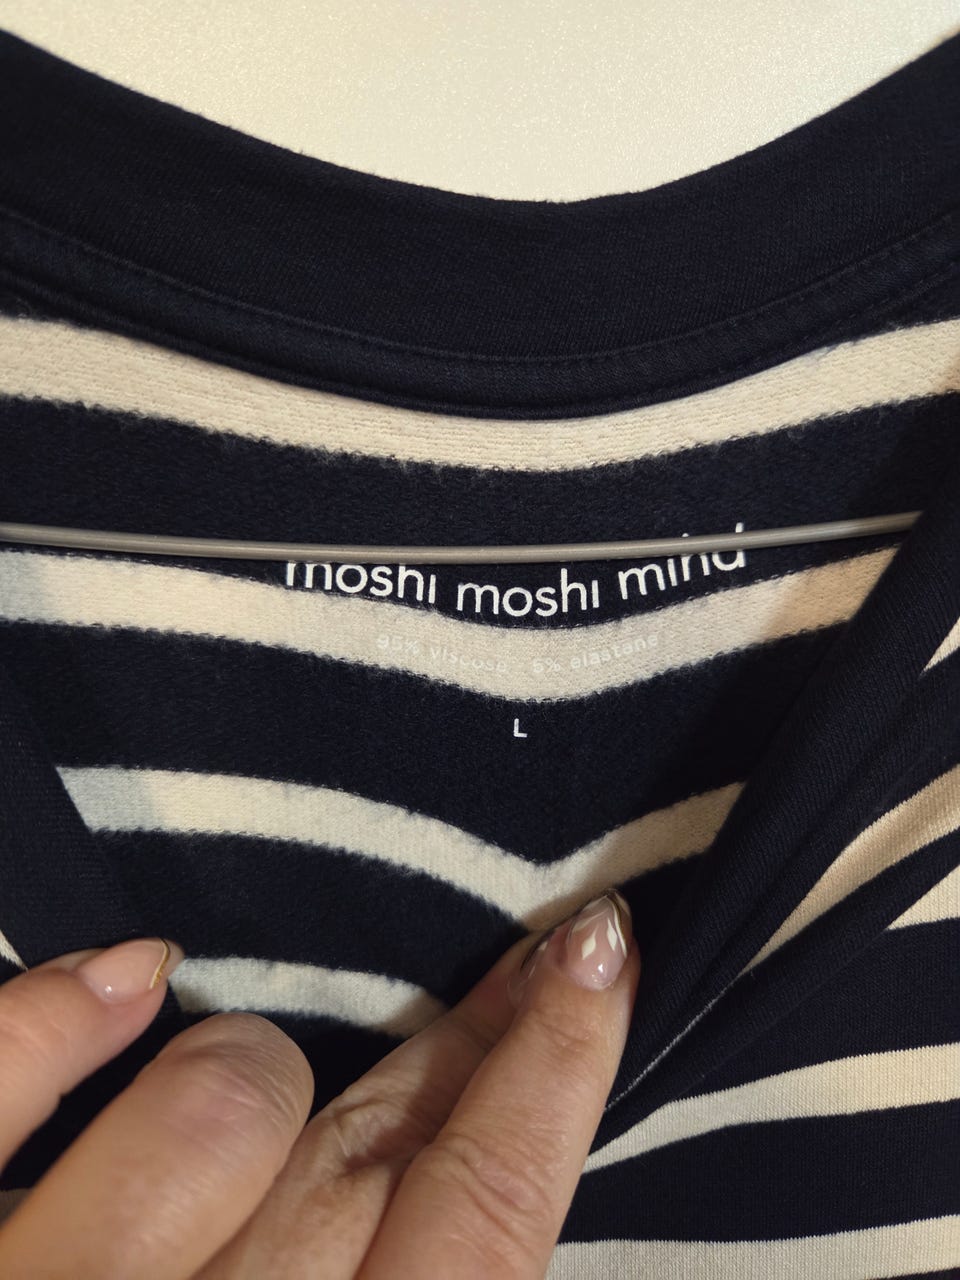 moshi moshi mind
95% viscose 5% elastane
L